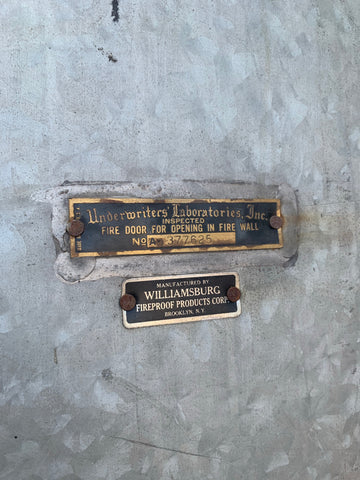 Underwriters' Laboratories, Inc.
INSPECTED
FIRE DOOR FOR OPENING IN FIRE WALL
No A- 377625
MANUFACTURED BY
WILLIAMSBURG
FIREPROOF PRODUCTS CORP.
BROOKLYN, N.Y.